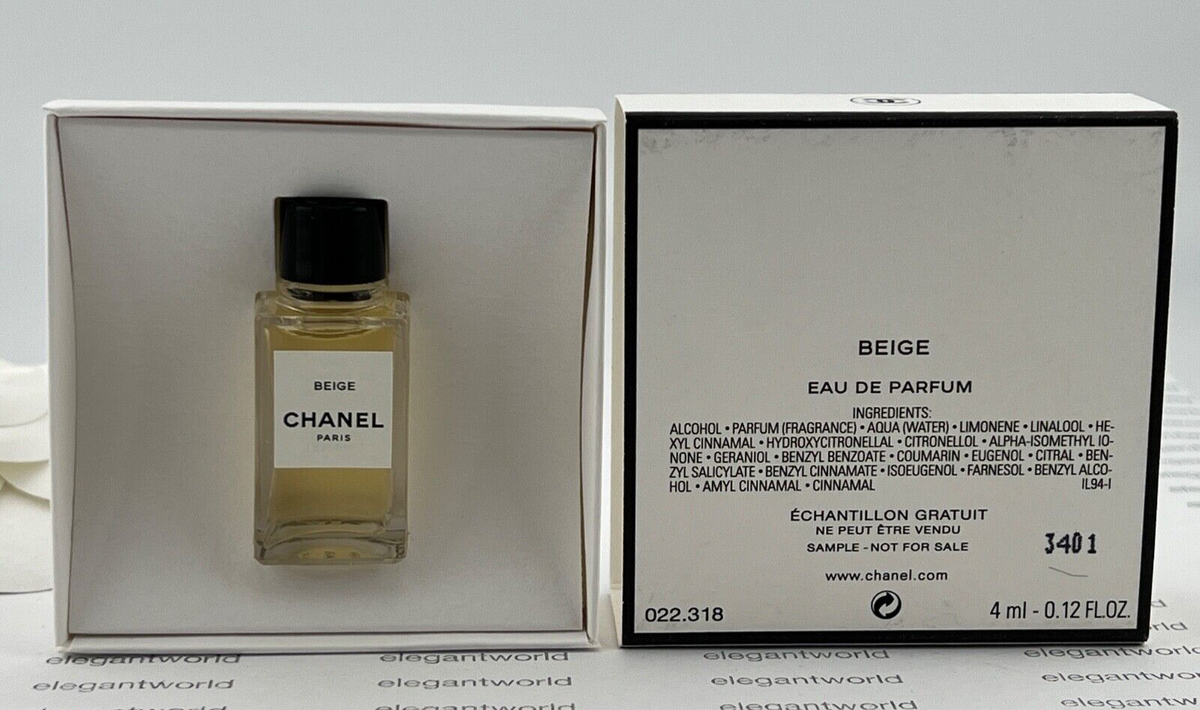 BEIGE
CHANEL
PARIS
BEIGE
EAU DE PARFUM
INGREDIENTS:
ALCOHOL • PARFUM (FRAGRANCE) • AQUA (WATER) • LIMONENE • LINALOOL • HE-
XYL CINNAMAL • HYDROXYCITRONELLAL • CITRONELLOL • ALPHA-ISOMETHYL IO-
NONE • GERANIOL • BENZYL BENZOATE • COUMARIN • EUGENOL • CITRAL • BEN-
ZYL SALICYLATE • BENZYL CINNAMATE • ISOEUGENOL • FARNESOL • BENZYL ALCO-
HOL • AMYL CINNAMAL • CINNAMAL IL94-I
ÉCHANTILLON GRATUIT
NE PEUT ÊTRE VENDU
SAMPLE - NOT FOR SALE
3401
www.chanel.com
022.318 4 ml - 0.12 FL.OZ.
elegantworld elegantworld elegantworld elegantwo
elegantworld elegantworld elegantworld elegantwo
elegantworld elegantworld elegantworld